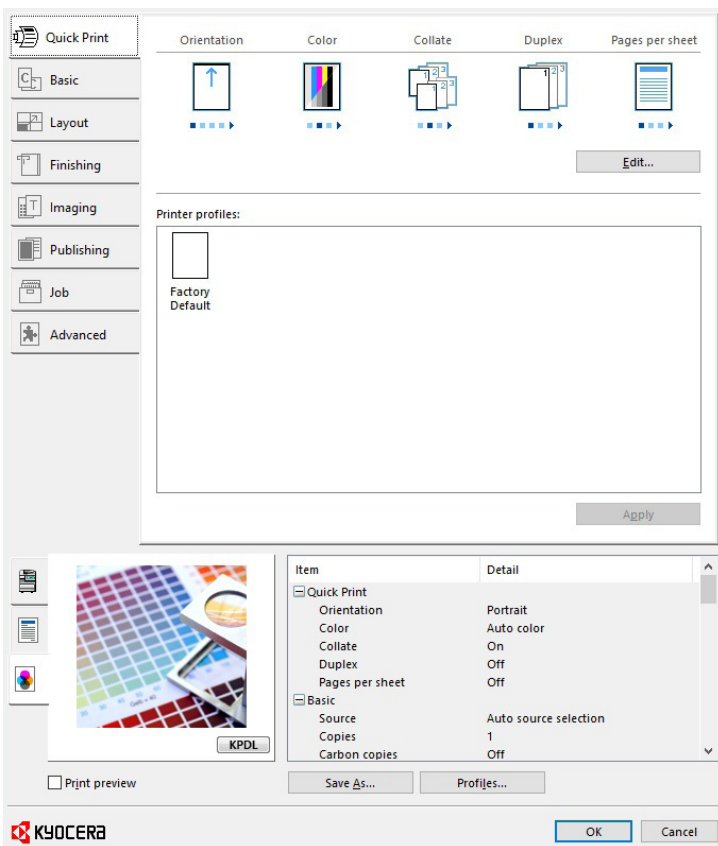 Quick Print
Basic
Layout
Finishing
Imaging
Publishing
Job
Advanced
Orientation Color Collate Duplex Pages per sheet
Edit...
Printer profiles:
Factory
Default
Apply
KPDL
Print preview
Item Detail
Quick Print
Orientation Portrait
Color Auto color
Collate On
Duplex Off
Pages per sheet Off
Basic
Source Auto source selection
Copies 1
Carbon copies Off
Save As... Profiles...
KYOCERA
OK Cancel